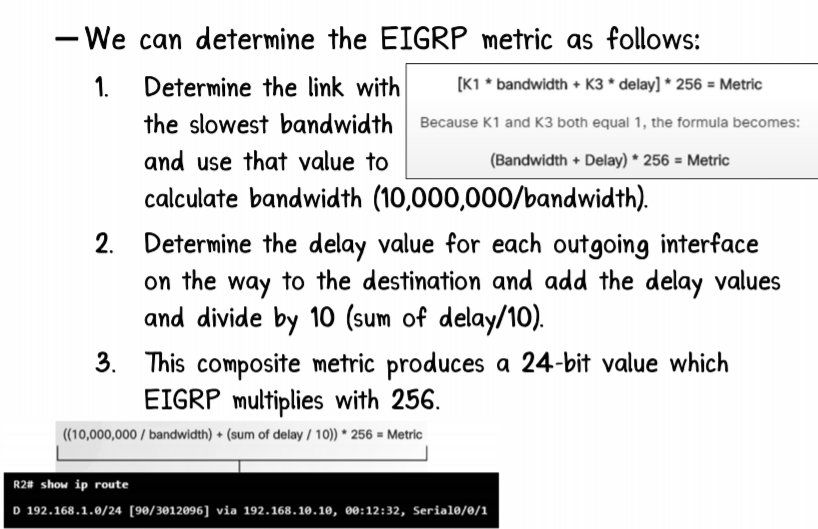 – We can determine the EIGRP metric as follows:
1. Determine the link with
the slowest bandwidth
and use that value to
calculate bandwidth (10,000,000/bandwidth).
[K1 * bandwidth + K3 * delay] * 256 = Metric
Because K1 and K3 both equal 1, the formula becomes:
(Bandwidth + Delay) * 256 = Metric
2. Determine the delay value for each outgoing interface
on the way to the destination and add the delay values
and divide by 10 (sum of delay/10).
3. This composite metric produces a 24-bit value which
EIGRP multiplies with 256.
((10,000,000 / bandwidth) + (sum of delay / 10)) * 256 = Metric
R2# show ip route
D 192.168.1.0/24 [90/3012096] via 192.168.10.10, 00:12:32, Serial0/0/1